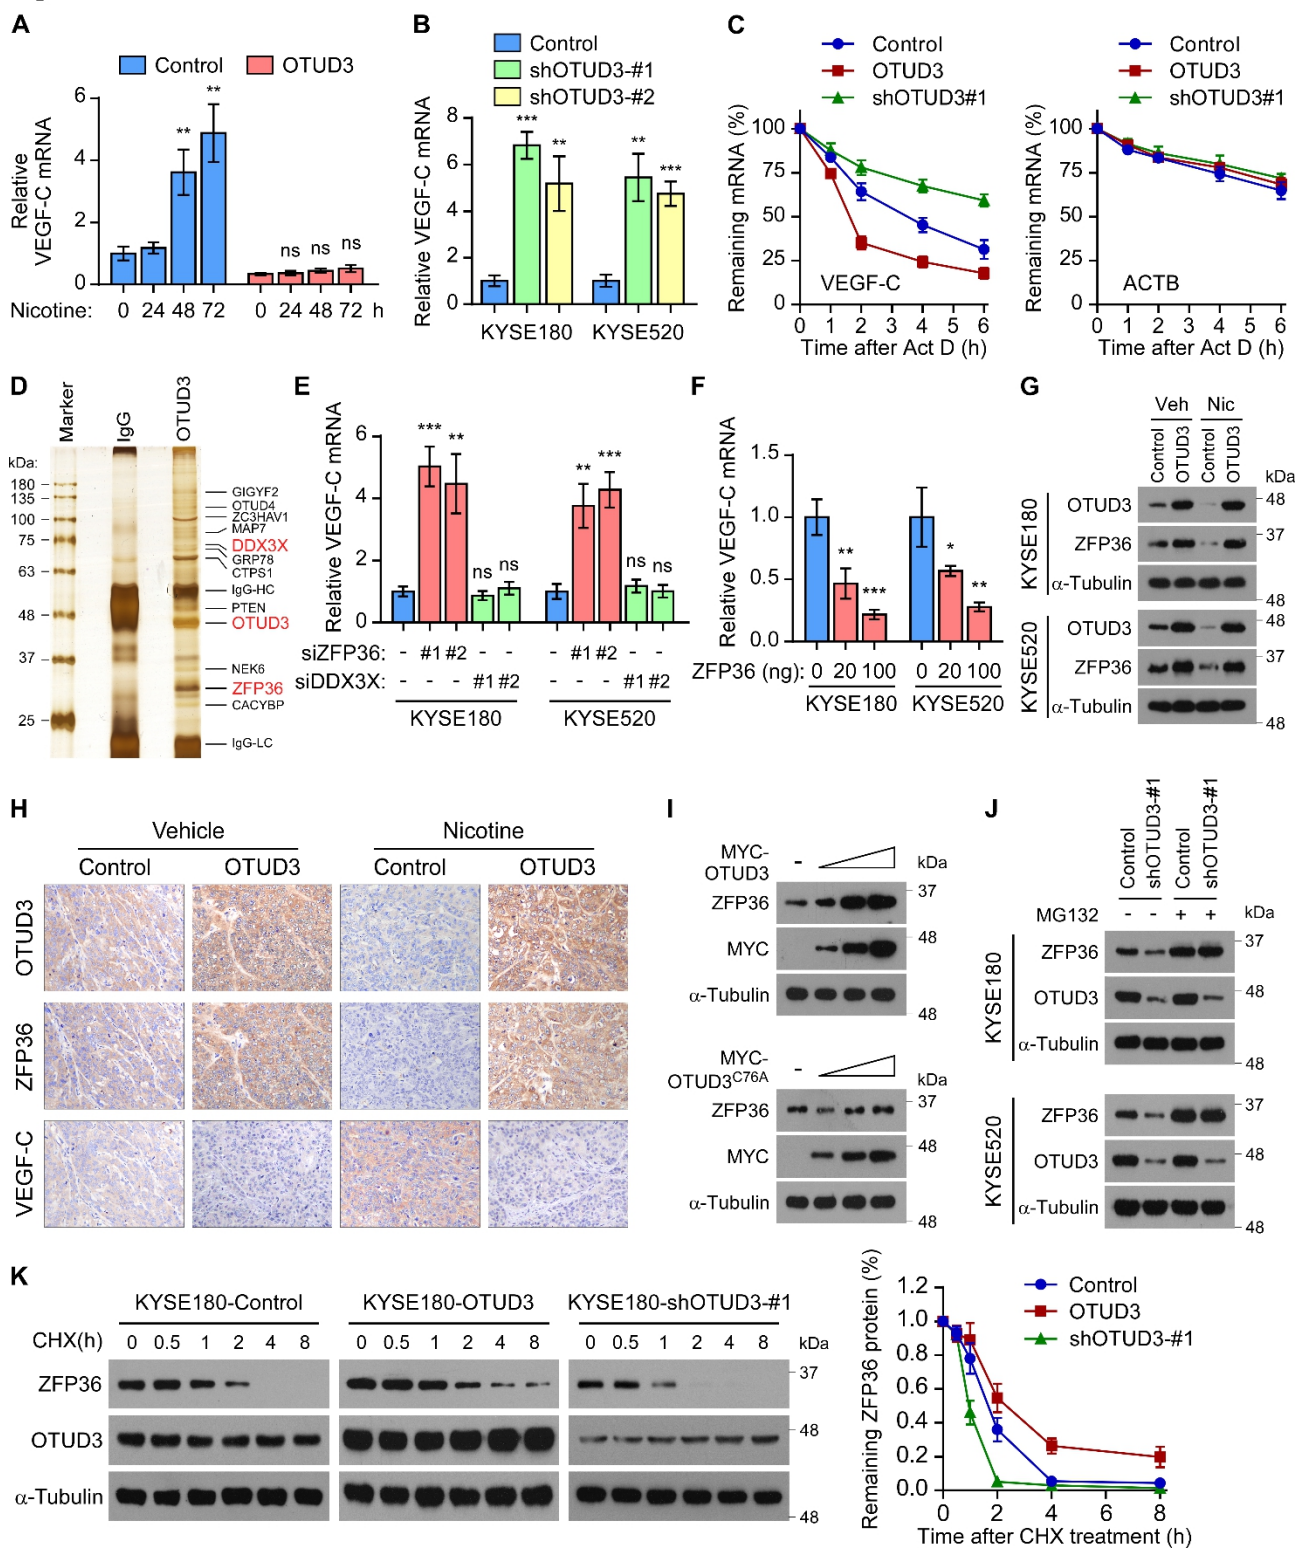 A
Control
OTUD3
Relative
VEGF-C mRNA
6
4
2
0
**
**
ns
ns
ns
Nicotine:
0 24 48 72
0 24 48 72 h
B
Control
shOTUD3-#1
shOTUD3-#2
Relative VEGF-C mRNA
8
6
4
2
0
***
**
**
***
KYSE180
KYSE520
C
Control
OTUD3
shOTUD3#1
Remaining mRNA (%)
100
75
50
25
0
VEGF-C
0 1 2 3 4 5 6
Time after Act D (h)
Control
OTUD3
shOTUD3#1
Remaining mRNA (%)
100
75
50
25
0
ACTB
0 1 2 3 4 5 6
Time after Act D (h)
D
Marker
IgG
OTUD3
kDa:
180
135
100
75
63
48
37
25
GIGYF2
OTUD4
ZC3HAV1
MAP7
DDX3X
GRP78
CTPS1
IgG-HC
PTEN
OTUD3
NEK6
ZFP36
CACYBP
IgG-LC
E
Relative VEGF-C mRNA
6
4
2
0
***
**
ns
ns
**
***
ns
ns
siZFP36: - #1 #2 - - - #1 #2 - -
siDDX3X: - - - #1 #2 - - - #1 #2
KYSE180
KYSE520
F
Relative VEGF-C mRNA
1.5
1.0
0.5
0.0
**
***
*
**
ZFP36 (ng): 0 20 100 0 20 100
KYSE180
KYSE520
G
Veh Nic
Control
OTUD3
Control
OTUD3
kDa
KYSE180
OTUD3
48
ZFP36
37
α-Tubulin
48
KYSE520
OTUD3
48
ZFP36
37
α-Tubulin
48
H
Vehicle
Nicotine
Control
OTUD3
Control
OTUD3
OTUD3
ZFP36
VEGF-C
I
MYC-
OTUD3
-
kDa
ZFP36
37
MYC
48
α-Tubulin
48
MYC-
OTUD3C76A
-
kDa
ZFP36
37
MYC
48
α-Tubulin
48
J
Control
shOTUD3-#1
Control
shOTUD3-#1
MG132 - - + + kDa
KYSE180
ZFP36
37
OTUD3
48
α-Tubulin
48
KYSE520
ZFP36
37
OTUD3
48
α-Tubulin
48
K
KYSE180-Control
KYSE180-OTUD3
KYSE180-shOTUD3-#1
CHX(h) 0 0.5 1 2 4 8 0 0.5 1 2 4 8 0 0.5 1 2 4 8 kDa
ZFP36
37
OTUD3
48
α-Tubulin
48
Remaining ZFP36 protein (%)
1.2
1.0
0.8
0.6
0.4
0.2
0.0
Control
OTUD3
shOTUD3-#1
0 2 4 6 8
Time after CHX treatment (h)